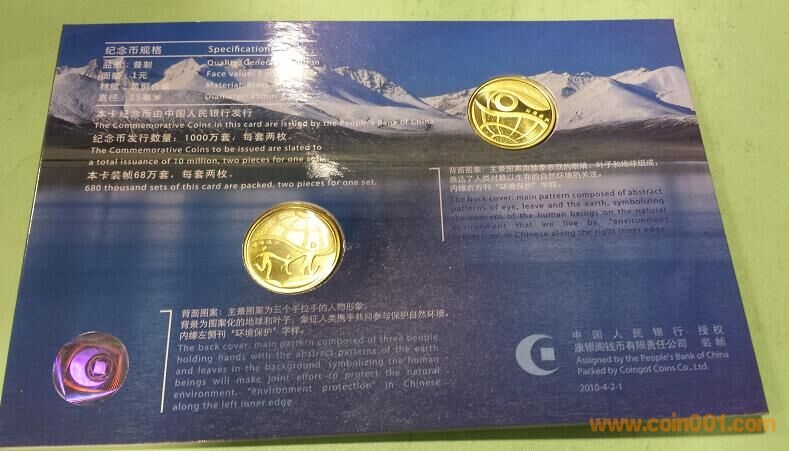 纪念币规格 Specification
品种:普制 Quality: General
面额:1元 Face value: 1
材质:黄铜合金 Material: Brass
直径:25毫米 Diameter: 25mm
本卡纪念币由中国人民银行发行
The Commemorative Coins in this card are issued by the People's Bank of China.
纪念币发行数量:1000万套,每套两枚。
The Commemorative Coins to be issued are slated to
a total issuance of 10 million, two pieces for one set.
本卡装帧68万套,每套两枚。
680 thousand sets of this card are packed, two pieces for one set.
背面图案:主景图案由抽象表现的眼睛、叶子和地球组成,
表达了人类对赖以生存的自然环境的关注。
内缘右方刊“环境保护”字样。
The back cover: main pattern composed of abstract
patterns of eye, leave and the earth, symbolizing
the concern of the human beings on the natural
environment that we live by, "environment
protection" in Chinese along the right inner edge.
环境保护
环境保护
背面图案:主景图案为三个手拉手的人物形象,
背景为图案化的地球和叶子,象征人类携手共同参与保护自然环境。
内缘左侧刊“环境保护”字样。
The back cover: main pattern composed of three people
holding hands with the abstract patterns of the earth
and leaves in the background, symbolizing the human
beings will make joint effort to protect the natural
environment, "environment protection" in Chinese
along the left inner edge.
中国人民银行 授权
泉银阁钱币有限责任公司 装帧
Assigned by the People's Bank of China
Packed by Coingot Coins Co., Ltd.
2010-4-2-1
www.coin001.com